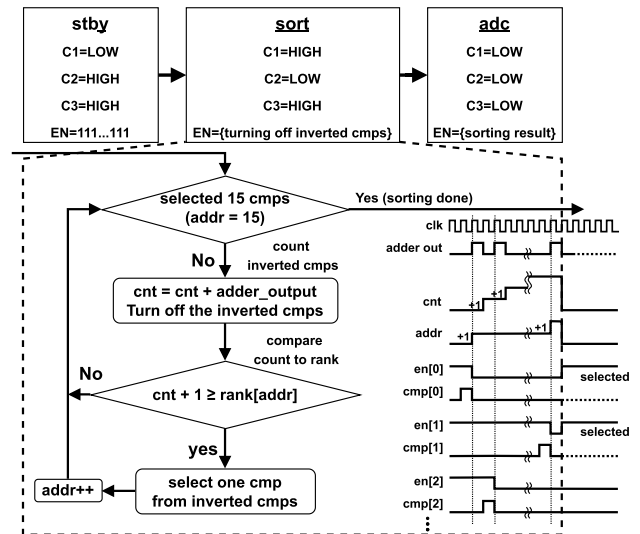 stby
C1=LOW
C2=HIGH
C3=HIGH
EN=111...111
sort
C1=HIGH
C2=LOW
C3=HIGH
EN={turning off inverted cmps}
adc
C1=LOW
C2=LOW
C3=LOW
EN={sorting result}
selected 15 cmps
(addr = 15)
Yes (sorting done)
No
count
inverted cmps
cnt = cnt + adder_output
Turn off the inverted cmps
compare
count to rank
No
cnt + 1 ≥ rank[addr]
yes
select one cmp
from inverted cmps
addr++
clk
adder out
cnt
+1
+1
addr
+1
+1
en[0]
selected
cmp[0]
en[1]
selected
cmp[1]
en[2]
cmp[2]